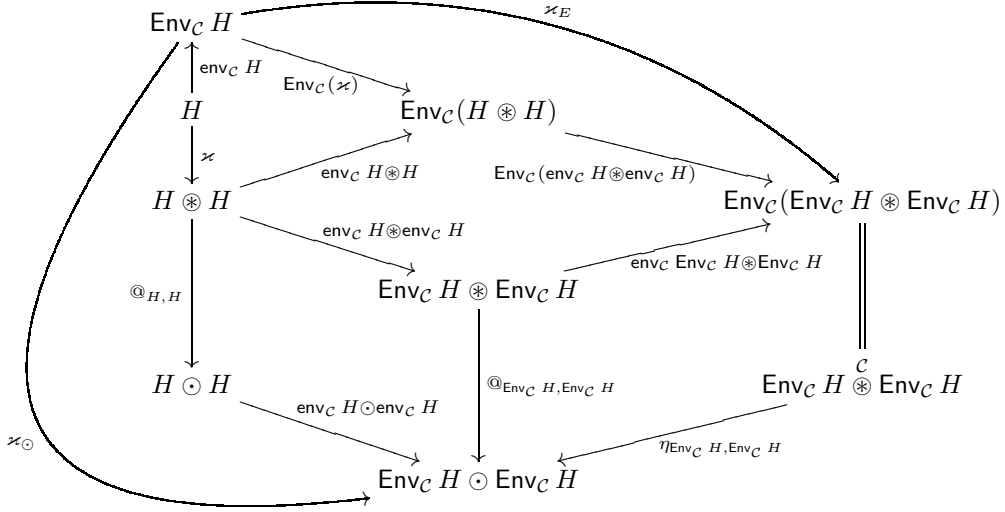 ϰ_E
Env_𝒞 H
env_𝒞 H
Env_𝒞(ϰ)
H
Env_𝒞(H ⊛ H)
ϰ
env_𝒞 H⊛H
Env_𝒞(env_𝒞 H⊛env_𝒞 H)
H ⊛ H
Env_𝒞(Env_𝒞 H ⊛ Env_𝒞 H)
env_𝒞 H⊛env_𝒞 H
env_𝒞 Env_𝒞 H⊛Env_𝒞 H
@_{H,H}
Env_𝒞 H ⊛ Env_𝒞 H
H ⊙ H
@_{Env_𝒞 H,Env_𝒞 H}
Env_𝒞 H \overset{𝒞}{⊛} Env_𝒞 H
env_𝒞 H⊙env_𝒞 H
ϰ_⊙
η_{Env_𝒞 H,Env_𝒞 H}
Env_𝒞 H ⊙ Env_𝒞 H